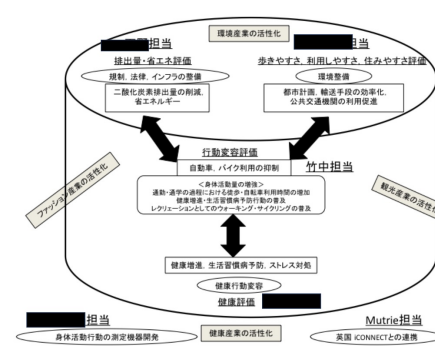 環境産業の活性化
担当
当
排出量・省エネ評価
歩きやすさ、利用しやすさ、住みやすさ評価
規制、法律、インフラの整備
環境整備
二酸化炭素排出量の削減、
省エネルギー
都市計画、輸送手段の効率化、
公共交通機関の利用促進
行動変容評価
自動車、バイク利用の抑制
竹中担当
<身体活動量の増強>
通勤・通学の過程における徒歩・自転車利用時間の増加
健康増進・生活習慣病予防行動の普及
レクリエーションとしてのウォーキング・サイクリングの普及
ファッション産業の活性化
観光産業の活性化
健康増進、生活習慣病予防、ストレス対処
健康行動変容
健康評価
担当
Mutrie担当
身体活動行動の測定機器開発
健康産業の活性化
英国 iCONNECTとの連携